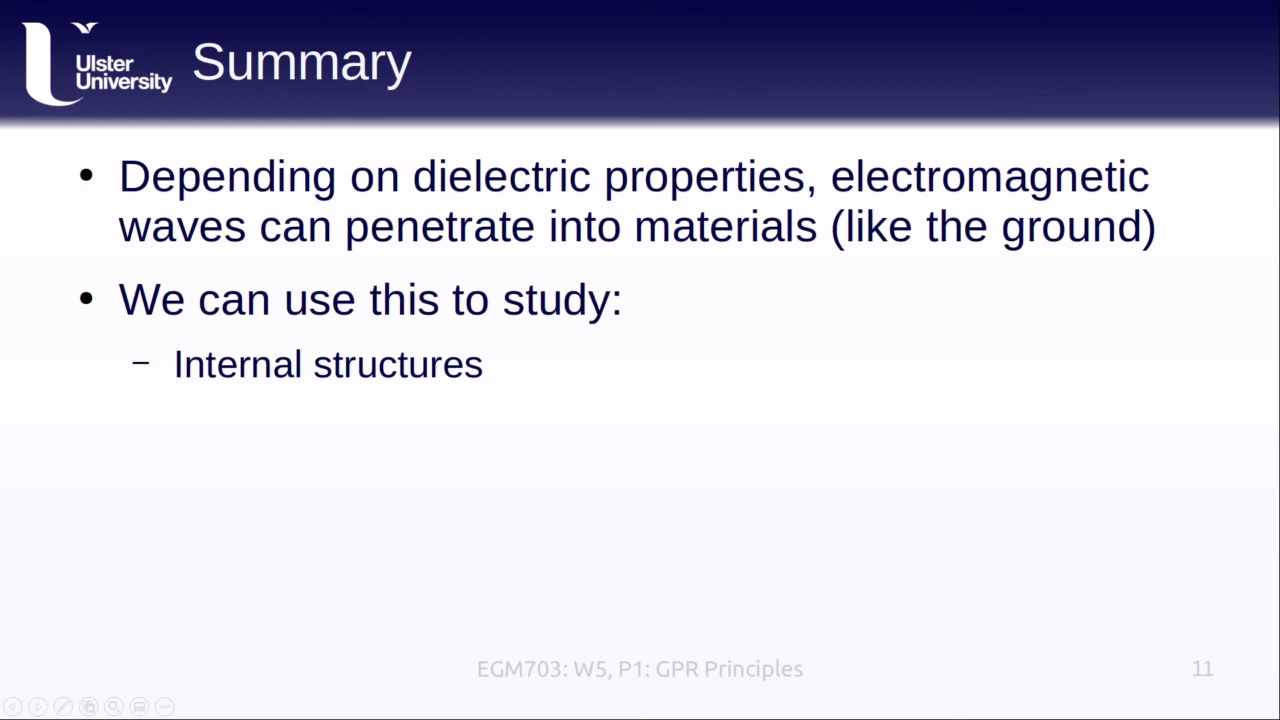 Ulster
University
Summary
• Depending on dielectric properties, electromagnetic
waves can penetrate into materials (like the ground)
• We can use this to study:
– Internal structures
EGM703: W5, P1: GPR Principles
11